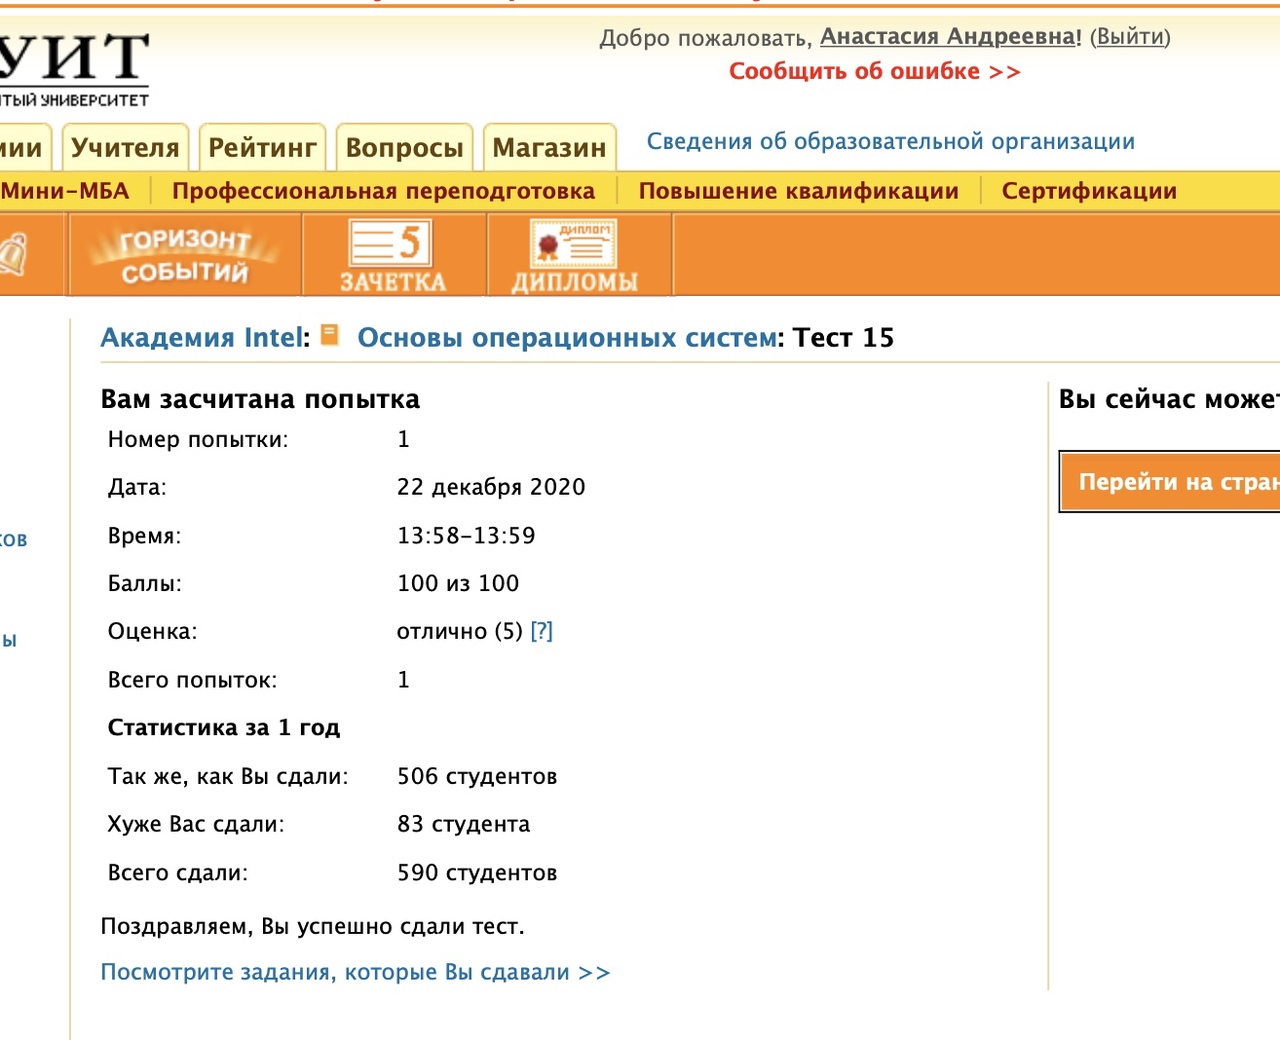 Добро пожаловать, Анастасия Андреевна! (Выйти)
Сообщить об ошибке >>
УИТ
ТЫЙ УНИВЕРСИТЕТ
мии Учителя Рейтинг Вопросы Магазин Сведения об образовательной организации
Мини-МБА Профессиональная переподготовка Повышение квалификации Сертификации
ГОРИЗОНТ СОБЫТИЙ
5 ЗАЧЕТКА
ДИПЛОМ ДИПЛОМЫ
Академия Intel: Основы операционных систем: Тест 15
Вам засчитана попытка
Номер попытки: 1
Дата: 22 декабря 2020
Время: 13:58-13:59
Баллы: 100 из 100
Оценка: отлично (5) [?]
Всего попыток: 1
Статистика за 1 год
Так же, как Вы сдали: 506 студентов
Хуже Вас сдали: 83 студента
Всего сдали: 590 студентов
Поздравляем, Вы успешно сдали тест.
Посмотрите задания, которые Вы сдавали >>
Вы сейчас може
Перейти на стран
ков
ы